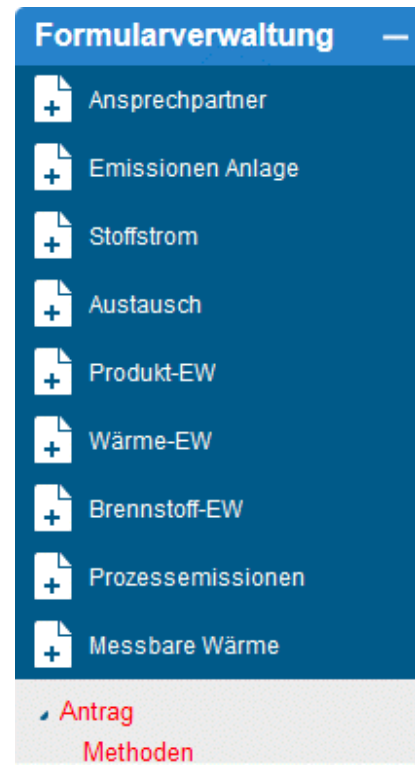 Formularverwaltung
Ansprechpartner
Emissionen Anlage
Stoffstrom
Austausch
Produkt-EW
Wärme-EW
Brennstoff-EW
Prozessemissionen
Messbare Wärme
Antrag
Methoden